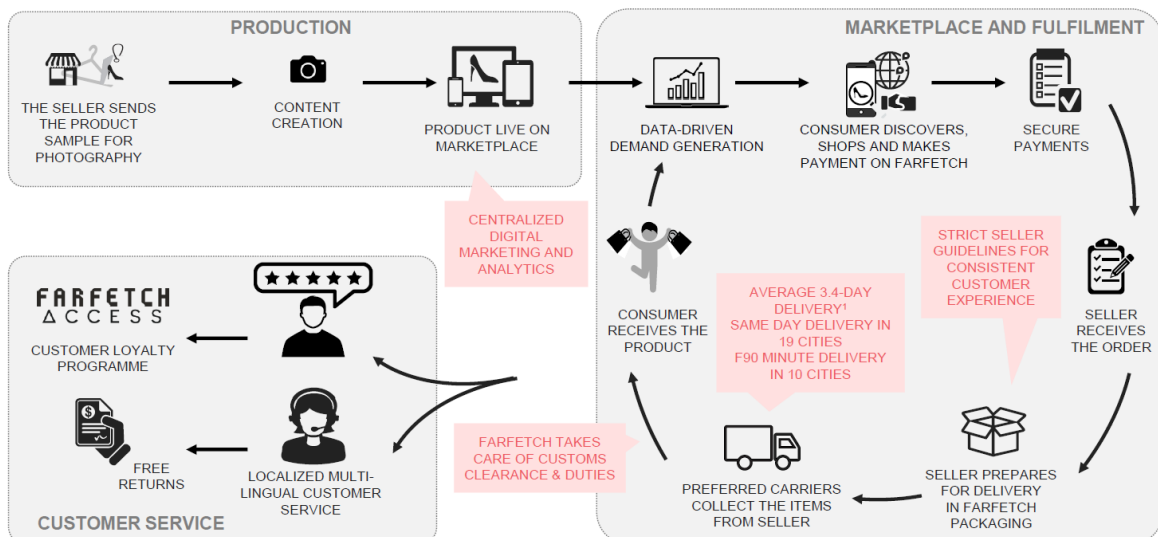 PRODUCTION
THE SELLER SENDS
THE PRODUCT
SAMPLE FOR
PHOTOGRAPHY
CONTENT
CREATION
PRODUCT LIVE ON
MARKETPLACE
CENTRALIZED
DIGITAL
MARKETING AND
ANALYTICS
MARKETPLACE AND FULFILMENT
DATA-DRIVEN
DEMAND GENERATION
CONSUMER DISCOVERS,
SHOPS AND MAKES
PAYMENT ON FARFETCH
SECURE
PAYMENTS
STRICT SELLER
GUIDELINES FOR
CONSISTENT
CUSTOMER
EXPERIENCE
SELLER
RECEIVES
THE ORDER
SELLER PREPARES
FOR DELIVERY
IN FARFETCH
PACKAGING
AVERAGE 3.4-DAY
DELIVERY¹
SAME DAY DELIVERY IN
19 CITIES
F90 MINUTE DELIVERY
IN 10 CITIES
PREFERRED CARRIERS
COLLECT THE ITEMS
FROM SELLER
FARFETCH TAKES
CARE OF CUSTOMS
CLEARANCE & DUTIES
CONSUMER
RECEIVES THE
PRODUCT
FARFETCH
ACCESS
CUSTOMER LOYALTY
PROGRAMME
$
FREE
RETURNS
LOCALIZED MULTI-
LINGUAL CUSTOMER
SERVICE
CUSTOMER SERVICE